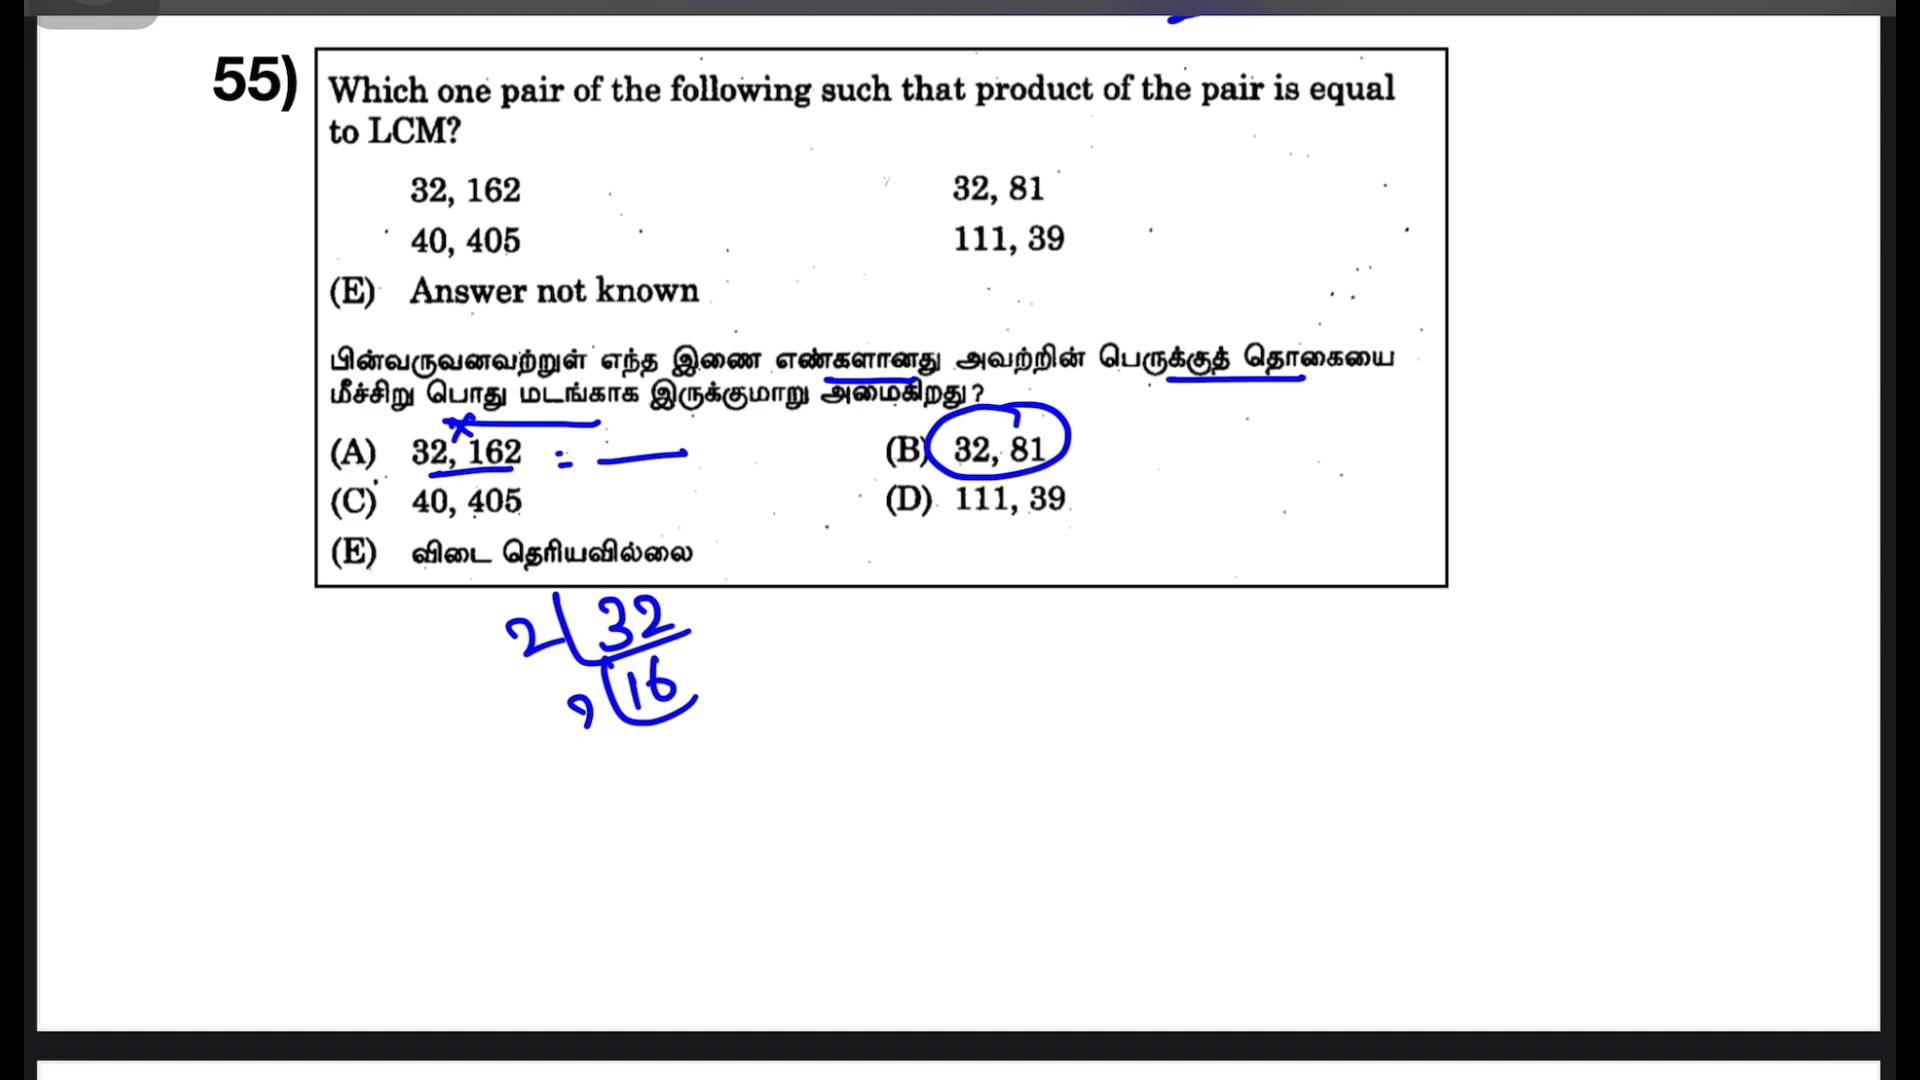 55)
Which one pair of the following such that product of the pair is equal
to LCM?
32, 162 32, 81
40, 405 111, 39
(E) Answer not known
பின்வருவனவற்றுள் எந்த இணை எண்களானது அவற்றின் பெருக்குத் தொகையை
மீச்சிறு பொது மடங்காக இருக்குமாறு அமைகிறது?
(A) 32, 162 = (B) 32, 81
(C) 40, 405 (D) 111, 39
(E) விடை தெரியவில்லை
2 32
16